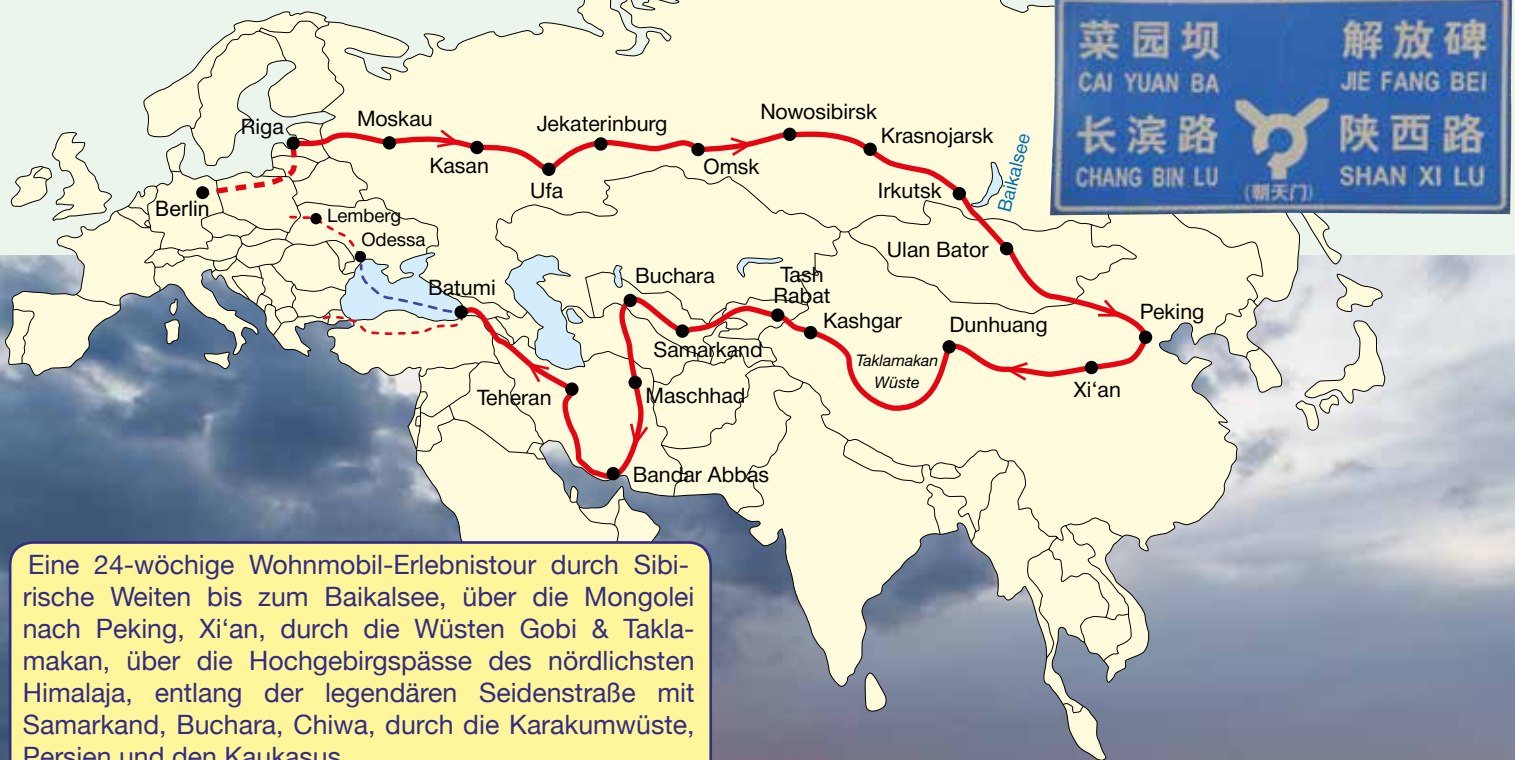 菜园坝 解放碑
CAI YUAN BA JIE FANG BEI
长滨路 陕西路
CHANG BIN LU SHAN XI LU
(朝天门)
Riga
Moskau
Kasan
Ufa
Jekaterinburg
Omsk
Nowosibirsk
Krasnojarsk
Irkutsk
Baikalsee
Ulan Bator
Berlin
Lemberg
Odessa
Batumi
Buchara
Tash
Rabat
Kashgar
Samarkand
Dunhuang
Peking
Taklamakan
Wüste
Xi‘an
Teheran
Maschhad
Bandar Abbas
Eine 24-wöchige Wohnmobil-Erlebnistour durch Sibi-
rische Weiten bis zum Baikalsee, über die Mongolei
nach Peking, Xi‘an, durch die Wüsten Gobi & Takla-
makan, über die Hochgebirgspässe des nördlichsten
Himalaja, entlang der legendären Seidenstraße mit
Samarkand, Buchara, Chiwa, durch die Karakumwüste,
Persien und den Kaukasus